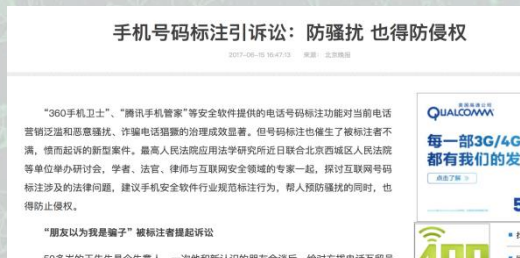 手机号码标注引诉讼：防骚扰 也得防侵权
2017-06-15 16:47:13 来源：北京晚报
“360手机卫士”、“腾讯手机管家”等安全软件提供的电话号码标注功能对当前电话
营销泛滥和恶意骚扰、诈骗电话猖獗的治理成效显著。但号码标注也催生了被标注者不
满，愤而起诉的新型案件。最高人民法院应用法学研究所近日联合北京西城区人民法院
等单位举办研讨会，学者、法官、律师与互联网安全领域的专家一起，探讨互联网号码
标注涉及的法律问题，建议手机安全软件行业规范标注行为，帮人预防骚扰的同时，也
得防止侵权。
“朋友以为我是骗子”被标注者提起诉讼
QUALCOMM
每一部3G/4G
都有我们的发
点击了解 >